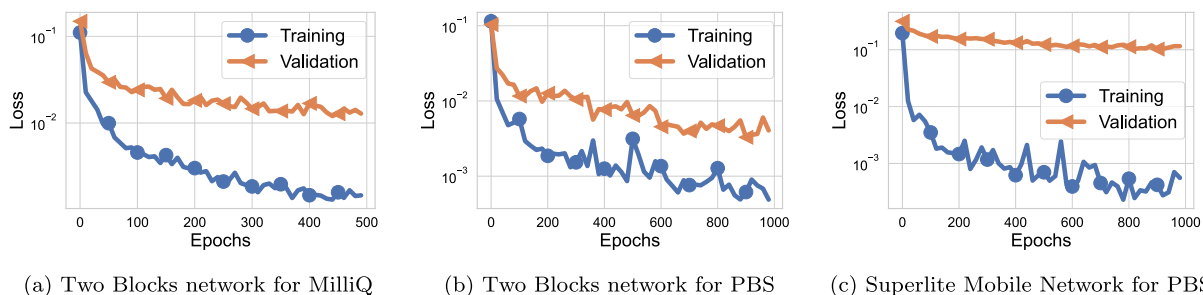 10⁻¹
10⁻²
Loss
0 100 200 300 400 500
Epochs
Training
Validation
(a) Two Blocks network for MilliQ
10⁻¹
10⁻²
10⁻³
Loss
0 200 400 600 800 1000
Epochs
Training
Validation
(b) Two Blocks network for PBS
10⁻¹
10⁻²
10⁻³
Loss
0 200 400 600 800 1000
Epochs
Training
Validation
(c) Superlite Mobile Network for PBS